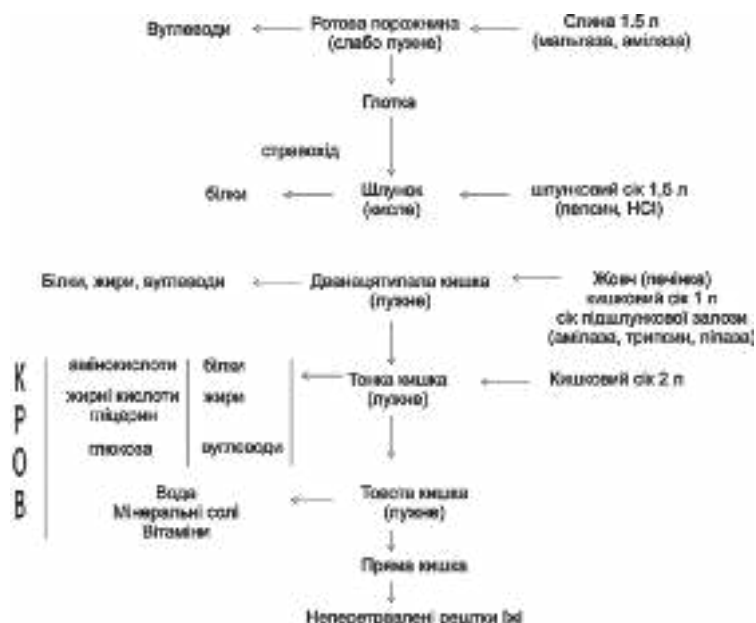 Вуглеводи
Ротова порожнина
(слабо лужне)
Слина 1.5 л
(мальтаза, амілаза)
Глотка
стравохід
білки
Шлунок
(кисле)
шлунковий сік 1,5 л
(пепсин, HCl)
Білки, жири, вуглеводи
Дванацятипала кишка
(лужне)
Жовч (печінка)
кишковий сік 1 л
сік підшлункової залози
(амілаза, трипсин, ліпаза)
КРОВ
амінокислоти
білки
жирні кислоти
гліцерин
жири
глюкоза
вуглеводи
Тонка кишка
(лужне)
Кишковий сік 2 л
Вода
Мінеральні солі
Вітаміни
Товста кишка
(лужне)
Пряма кишка
Неперетравлені рештки їжі